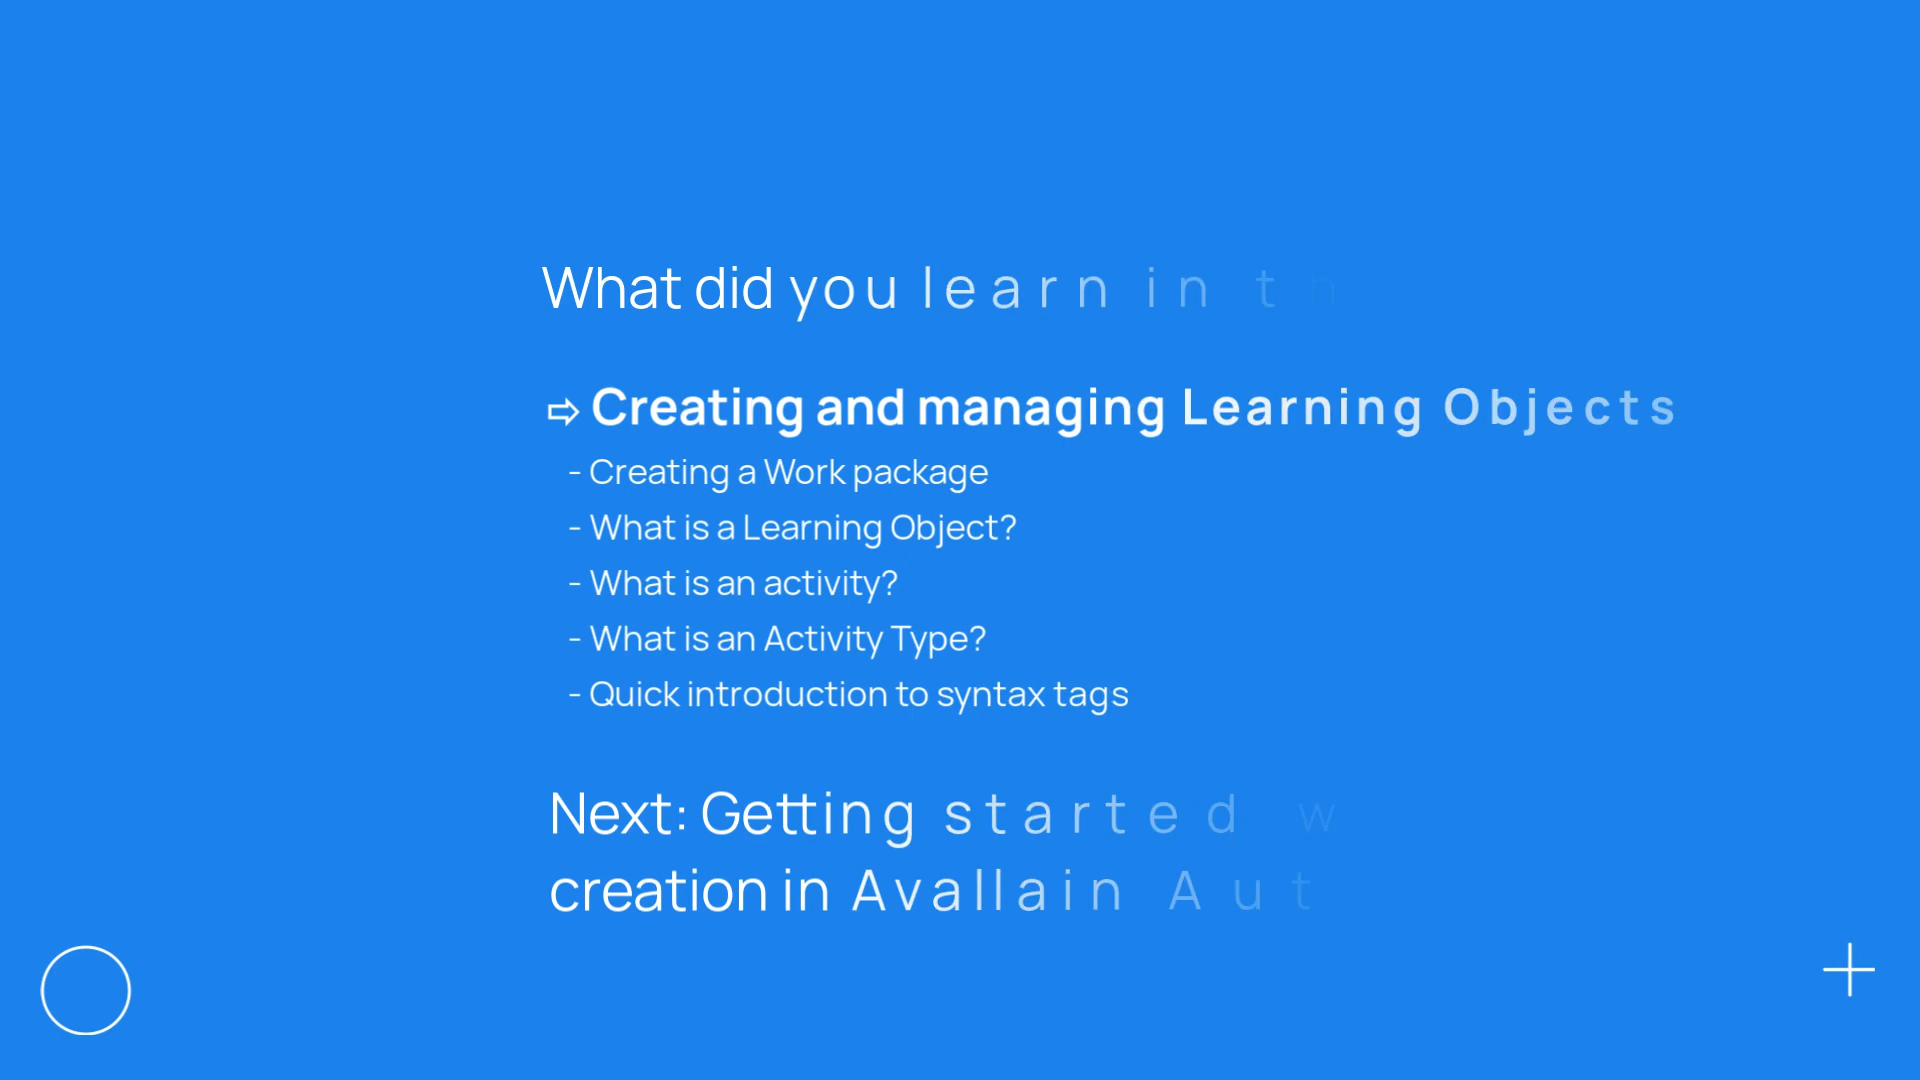 What did you learn in
⇨ Creating and managing Learning Objects
- Creating a Work package
- What is a Learning Object?
- What is an activity?
- What is an Activity Type?
- Quick introduction to syntax tags
Next: Getting started
creation in Avallain